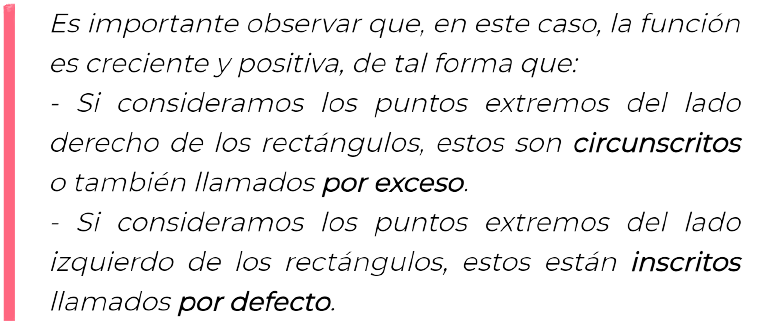 Es importante observar que, en este caso, la función
es creciente y positiva, de tal forma que:
- Si consideramos los puntos extremos del lado
derecho de los rectángulos, estos son circunscritos
o también llamados por exceso.
- Si consideramos los puntos extremos del lado
izquierdo de los rectángulos, estos están inscritos
llamados por defecto.